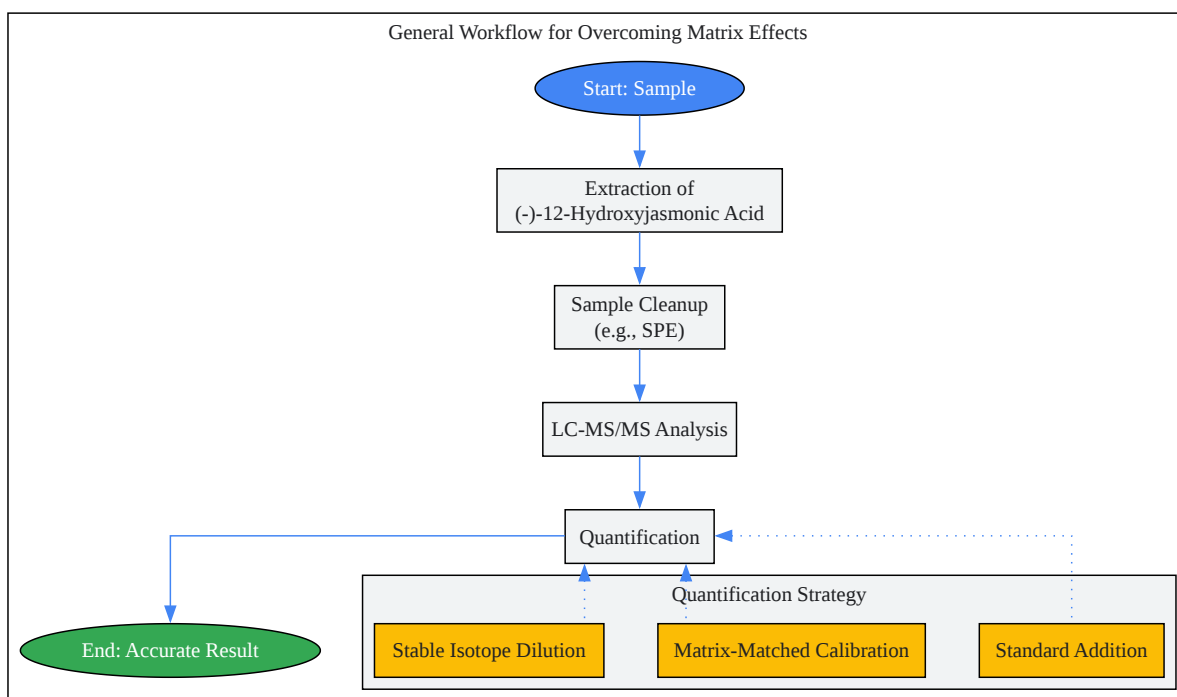 General Workflow for Overcoming Matrix Effects
Start: Sample
Extraction of
(-)-12-Hydroxyjasmonic Acid
Sample Cleanup
(e.g., SPE)
LC-MS/MS Analysis
Quantification
Quantification Strategy
End: Accurate Result
Stable Isotope Dilution
Matrix-Matched Calibration
Standard Addition